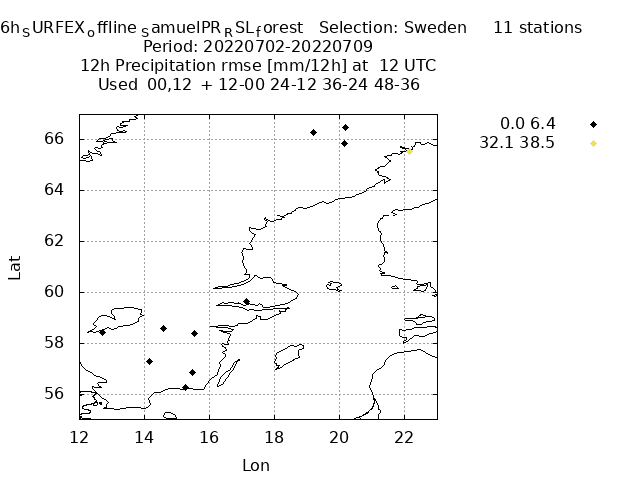 6h_SURFEX_offline_SamuelPR_RSL_forest Selection: Sweden 11 stations
Period: 20220702-20220709
12h Precipitation rmse [mm/12h] at 12 UTC
Used 00,12 + 12-00 24-12 36-24 48-36
0.0 6.4
32.1 38.5
66
64
62
60
58
56
Lat
12 14 16 18 20 22
Lon